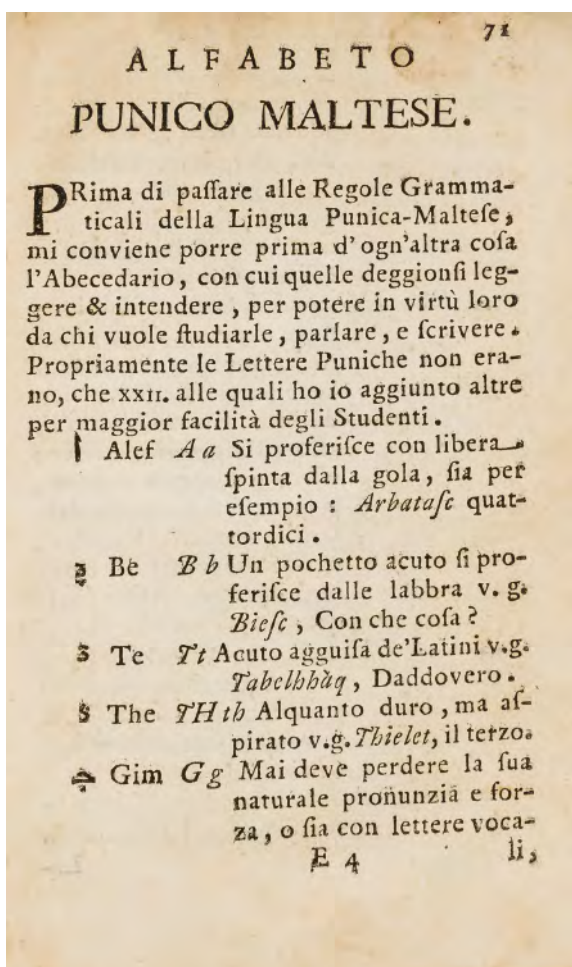 71
ALFABETO
PUNICO MALTESE.
PRima di paſſare alle Regole Gramma-
ticali della Lingua Punica-Malteſe,
mi conviene porre prima d'ogn'altra coſa
l'Abecedario, con cui quelle deggionſi leg-
gere & intendere, per potere in virtù loro
da chi vuole ſtudiarle, parlare, e ſcrivere.
Propriamente le Lettere Puniche non era-
no, che xxii. alle quali ho io aggiunto altre
per maggior facilità degli Studenti.
ا Alef A a Si proferiſce con libera
ſpinta dalla gola, ſia per
eſempio : Arbataſc quat-
tordici.
Be B b Un pochetto acuto ſi pro-
feriſce dalle labbra v. g.
Bieſc, Con che coſa ?
Te T t Acuto agguiſa de'Latini v.g.
Tabelhhàq, Daddovero.
The TH th Alquanto duro, ma aſ-
pirato v.g. Thielet, il terzo.
Gim G g Mai deve perdere la ſua
naturale pronunzia e for-
za, o ſia con lettere voca-
E 4 li,